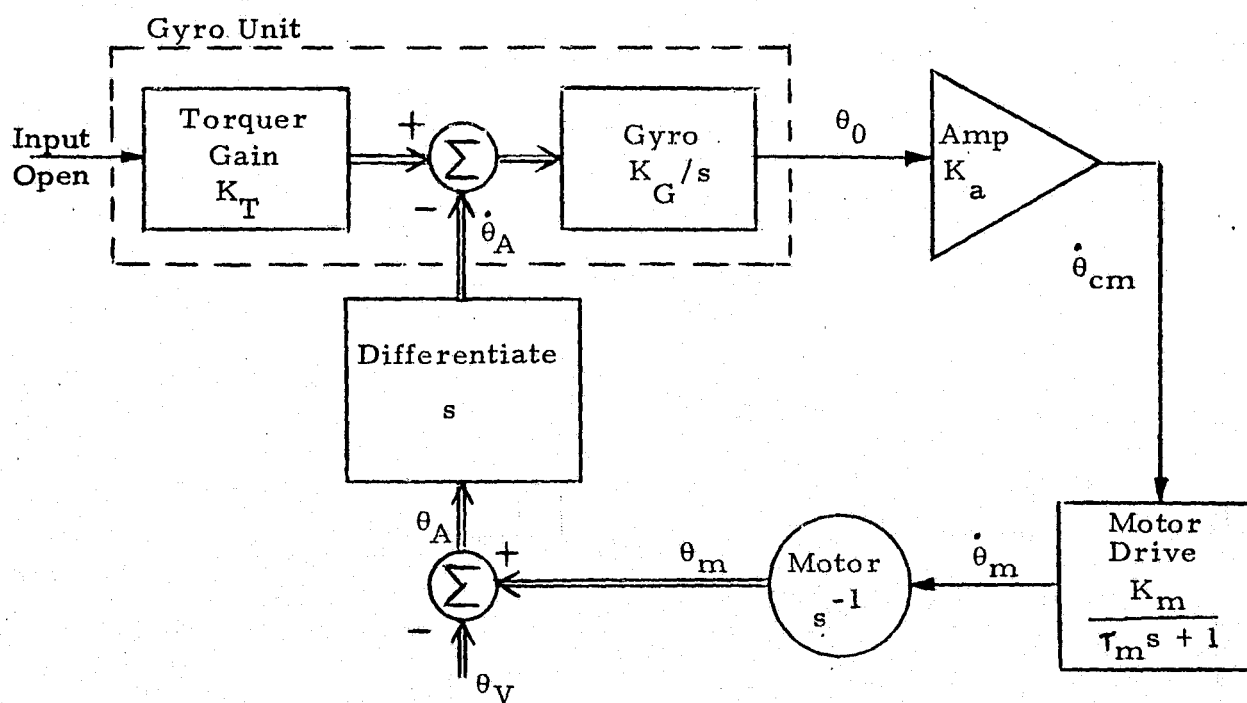 Gyro Unit
Input
Open
Torquer
Gain
K_T
+
Σ
−
θ̇_A
Gyro
K_G/s
θ_0
Amp
K_a
θ̇_cm
Differentiate
s
θ_A
+
Σ
−
θ_V
θ_m
Motor
s^-1
θ̇_m
Motor
Drive
K_m
τ_m s + 1